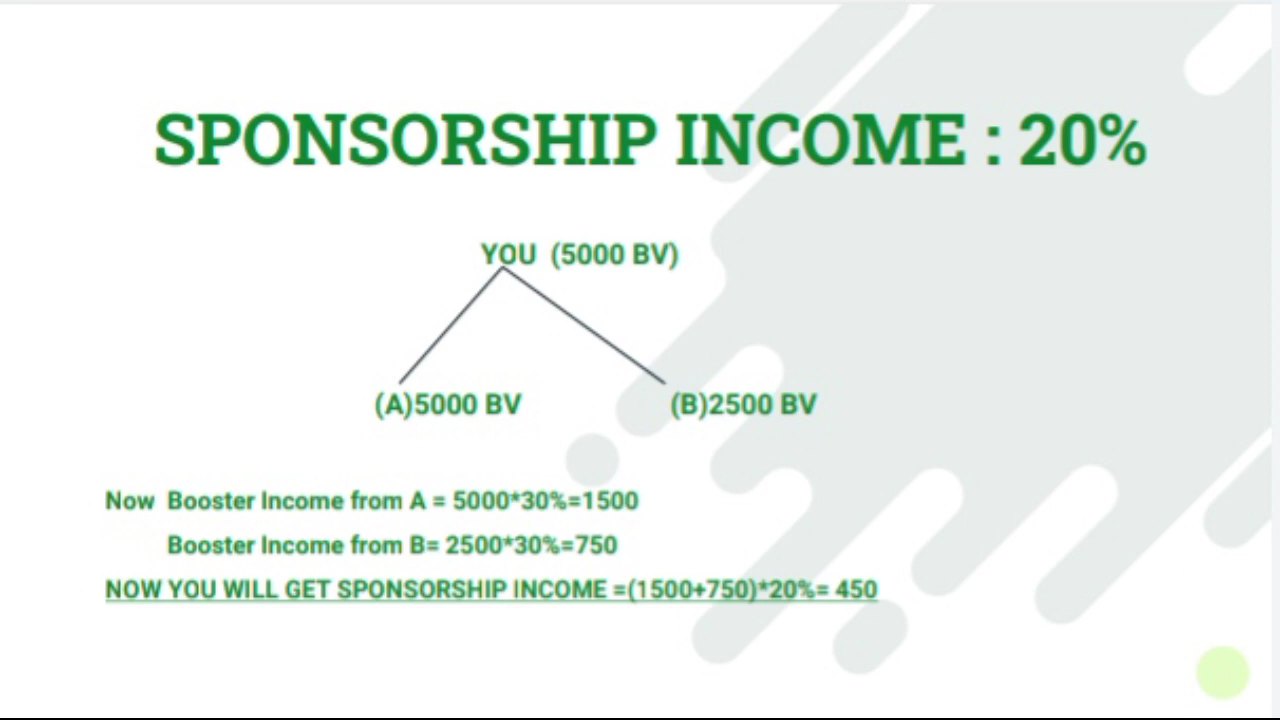 SPONSORSHIP INCOME : 20%
YOU (5000 BV)
(A)5000 BV (B)2500 BV
Now Booster Income from A = 5000*30%=1500
Booster Income from B= 2500*30%=750
NOW YOU WILL GET SPONSORSHIP INCOME =(1500+750)*20%= 450